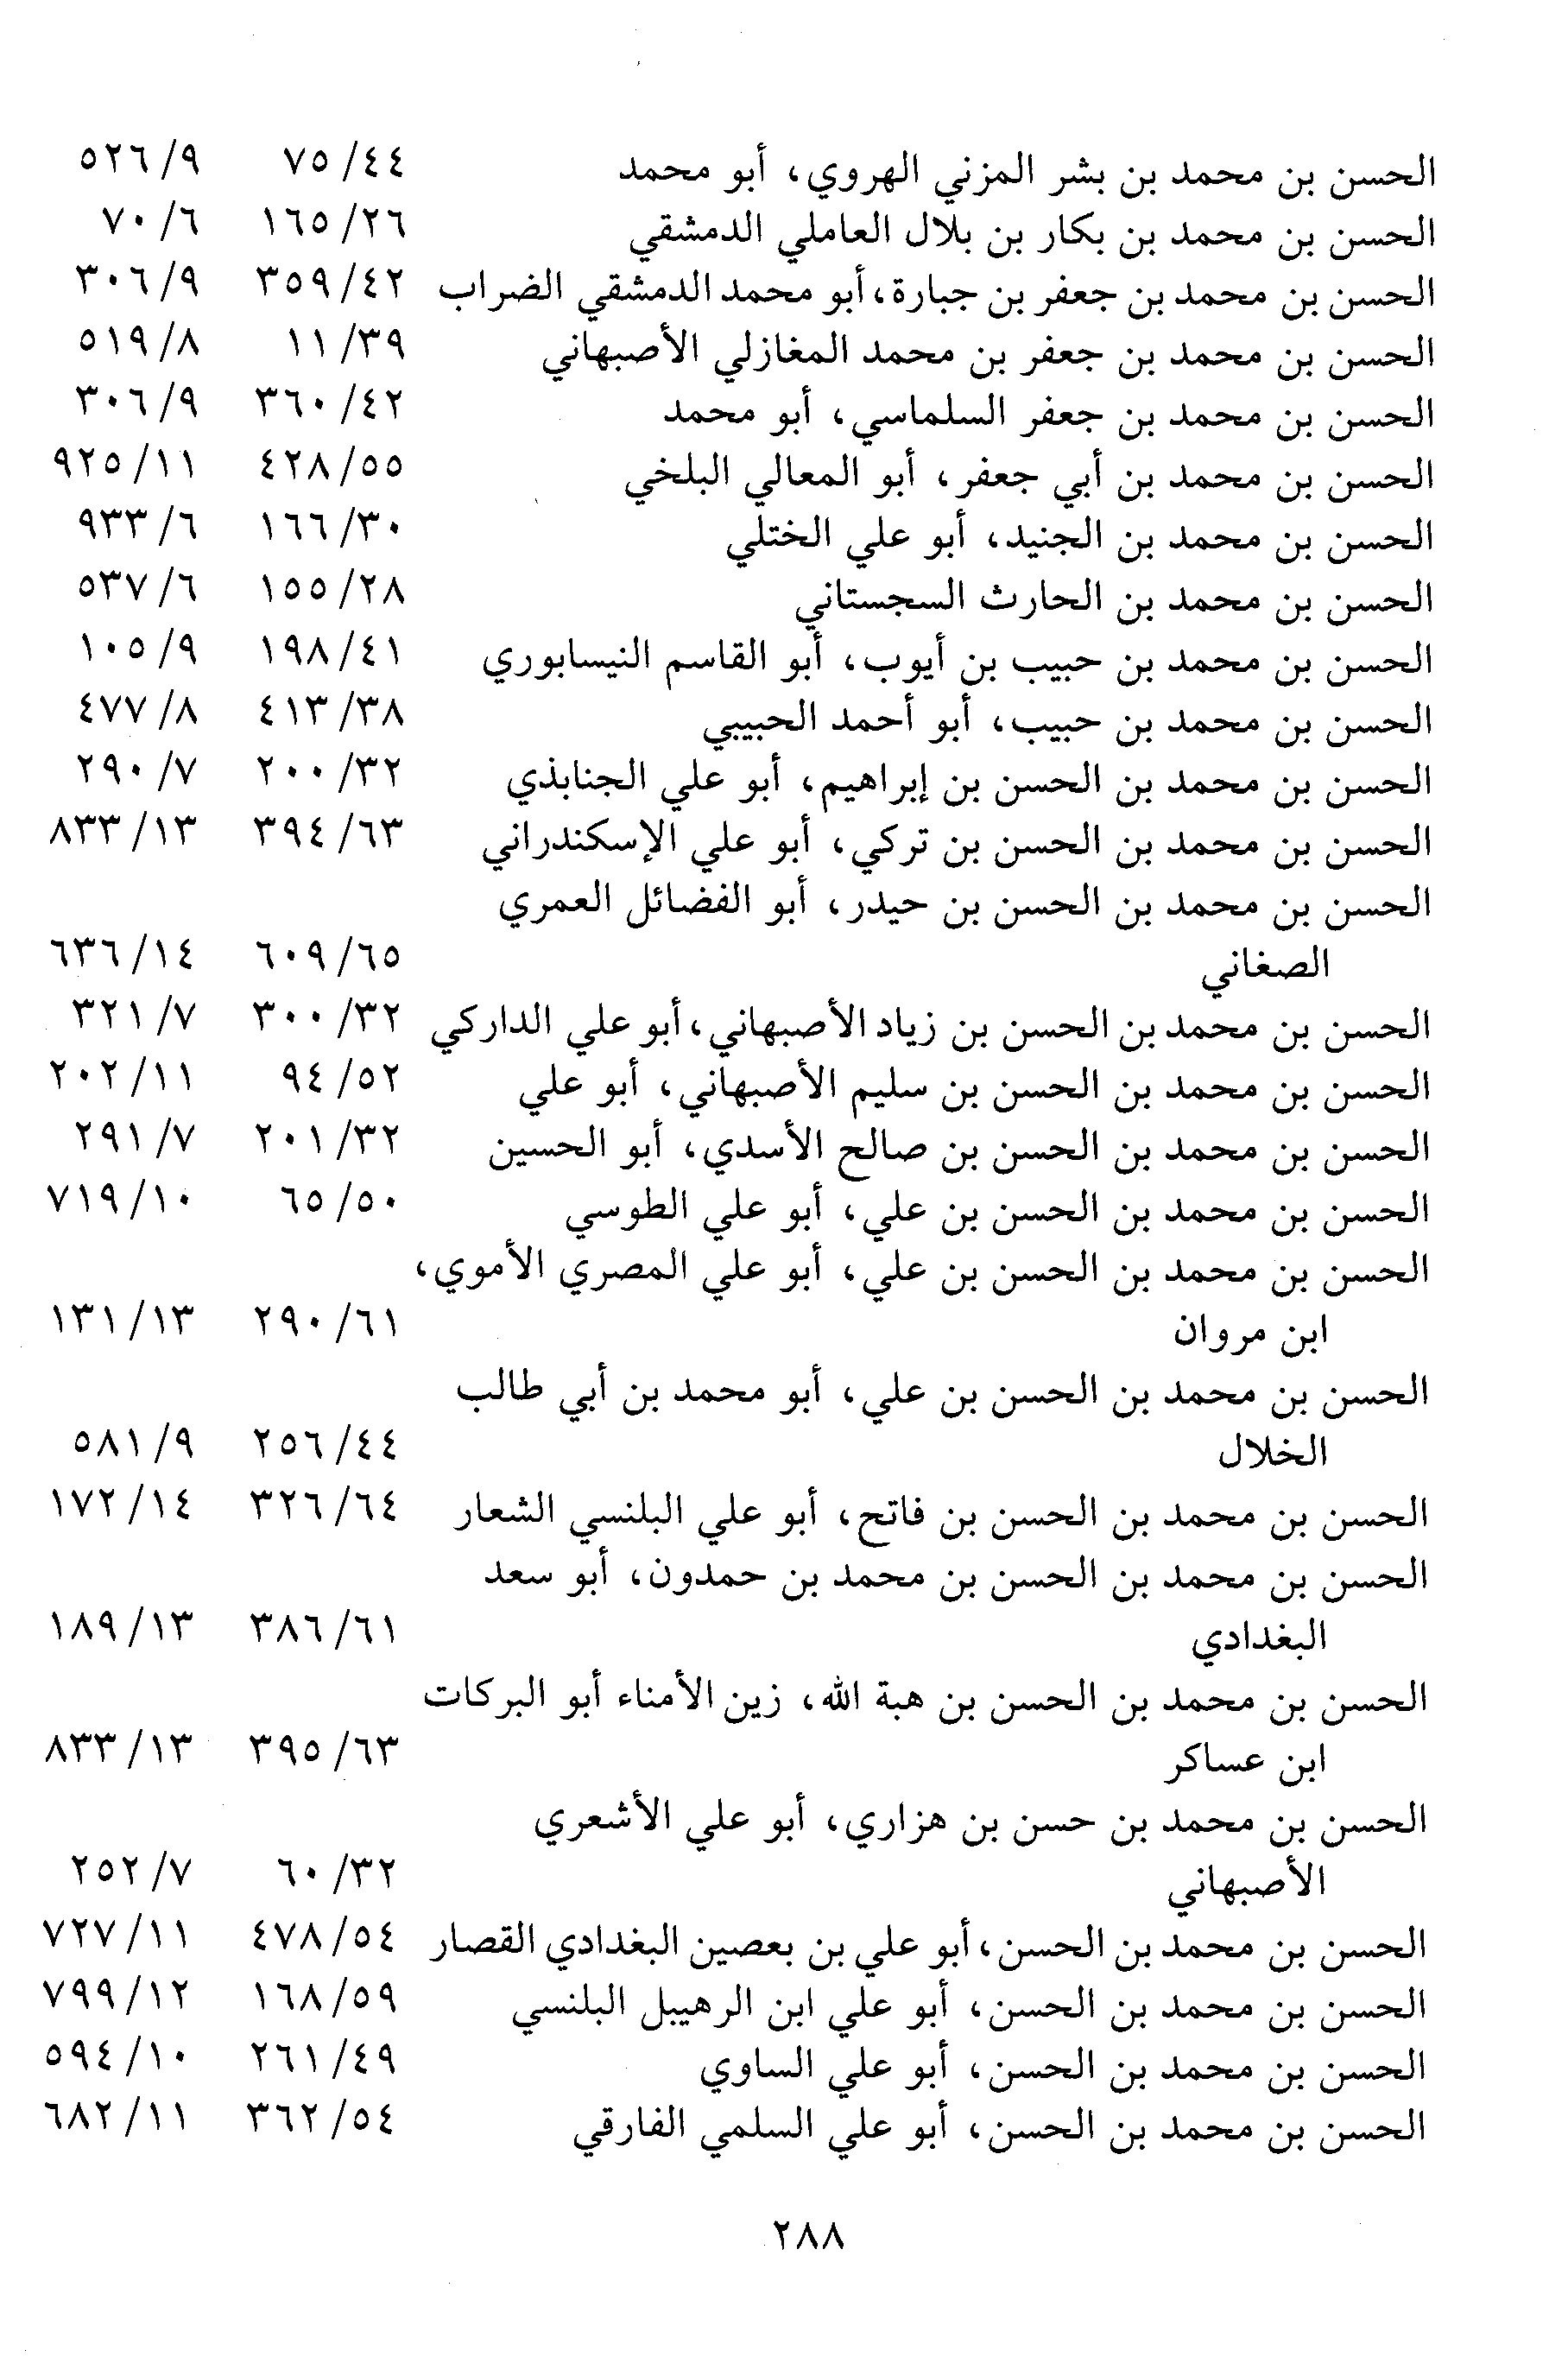 الحسن بن محمد بن بشر المزني الهروي، أبو محمد ٤٤/ ٧٥ ٩/ ٥٢٦
الحسن بن محمد بن بكار بن بلال العاملي الدمشقي ٢٦/ ١٦٥ ٦/ ٧٠
الحسن بن محمد بن جعفر بن جبارة، أبو محمد الدمشقي الضراب ٤٢/ ٣٥٩ ٩/ ٣٠٦
الحسن بن محمد بن جعفر بن محمد المغازلي الأصبهاني ٣٩/ ١١ ٨/ ٥١٩
الحسن بن محمد بن جعفر السلماسي، أبو محمد ٤٢/ ٣٦٠ ٩/ ٣٠٦
الحسن بن محمد بن أبي جعفر، أبو المعالي البلخي ٥٥/ ٤٢٨ ١١/ ٩٢٥
الحسن بن محمد بن الجنيد، أبو علي الختلي ٣٠/ ١٦٦ ٦/ ٩٣٣
الحسن بن محمد بن الحارث السجستاني ٢٨/ ١٥٥ ٦/ ٥٣٧
الحسن بن محمد بن حبيب بن أيوب، أبو القاسم النيسابوري ٤١/ ١٩٨ ٩/ ١٠٥
الحسن بن محمد بن حبيب، أبو أحمد الحبيبي ٣٨/ ٤١٣ ٨/ ٤٧٧
الحسن بن محمد بن الحسن بن إبراهيم، أبو علي الجنابذي ٣٢/ ٢٠٠ ٧/ ٢٩٠
الحسن بن محمد بن الحسن بن تركي، أبو علي الإسكندراني ٦٣/ ٣٩٤ ١٣/ ٨٣٣
الحسن بن محمد بن الحسن بن حيدر، أبو الفضائل العمري
الصغاني ٦٥/ ٦٠٩ ١٤/ ٦٣٦
الحسن بن محمد بن الحسن بن زياد الأصبهاني، أبو علي الداركي ٣٢/ ٣٠٠ ٧/ ٣٢١
الحسن بن محمد بن الحسن بن سليم الأصبهاني، أبو علي ٥٢/ ٩٤ ١١/ ٢٠٢
الحسن بن محمد بن الحسن بن صالح الأسدي، أبو الحسين ٣٢/ ٢٠١ ٧/ ٢٩١
الحسن بن محمد بن الحسن بن علي، أبو علي الطوسي ٥٠/ ٦٥ ١٠/ ٧١٩
الحسن بن محمد بن الحسن بن علي، أبو علي المصري الأموي،
ابن مروان ٦١/ ٢٩٠ ١٣/ ١٣١
الحسن بن محمد بن الحسن بن علي، أبو محمد بن أبي طالب
الخلال ٤٤/ ٢٥٦ ٩/ ٥٨١
الحسن بن محمد بن الحسن بن فاتح، أبو علي البلنسي الشعار ٦٤/ ٣٢٦ ١٤/ ١٧٢
الحسن بن محمد بن الحسن بن محمد بن حمدون، أبو سعد
البغدادي ٦١/ ٣٨٦ ١٣/ ١٨٩
الحسن بن محمد بن الحسن بن هبة الله، زين الأمناء أبو البركات
ابن عساكر ٦٣/ ٣٩٥ ١٣/ ٨٣٣
الحسن بن محمد بن حسن بن هزاري، أبو علي الأشعري
الأصبهاني ٣٢/ ٦٠ ٧/ ٢٥٢
الحسن بن محمد بن الحسن، أبو علي بن بعصين البغدادي القصار ٥٤/ ٤٧٨ ١١/ ٧٢٧
الحسن بن محمد بن الحسن، أبو علي ابن الرهيبل البلنسي ٥٩/ ١٦٨ ١٢/ ٧٩٩
الحسن بن محمد بن الحسن، أبو علي الساوي ٤٩/ ٢٦١ ١٠/ ٥٩٤
الحسن بن محمد بن الحسن، أبو علي السلمي الفارقي ٥٤/ ٣٦٢ ١١/ ٦٨٢
٢٨٨